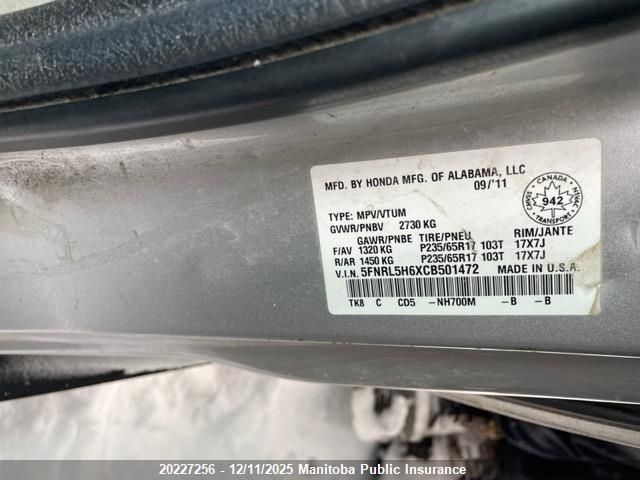 MFD. BY HONDA MFG. OF ALABAMA, LLC
09/'11
CANADA
942
TRANSPORT
TYPE: MPV/VTUM
GVWR/PNBV 2730 KG
GAWR/PNBE TIRE/PNEU RIM/JANTE
F/AV 1320 KG P235/65R17 103T 17X7J
R/AR 1450 KG P235/65R17 103T 17X7J
V.I.N. 5FNRL5H6XCB501472 MADE IN U.S.A.
TK8 C CD5 -NH700M -B -B
20227256 - 12/11/2025 Manitoba Public Insurance